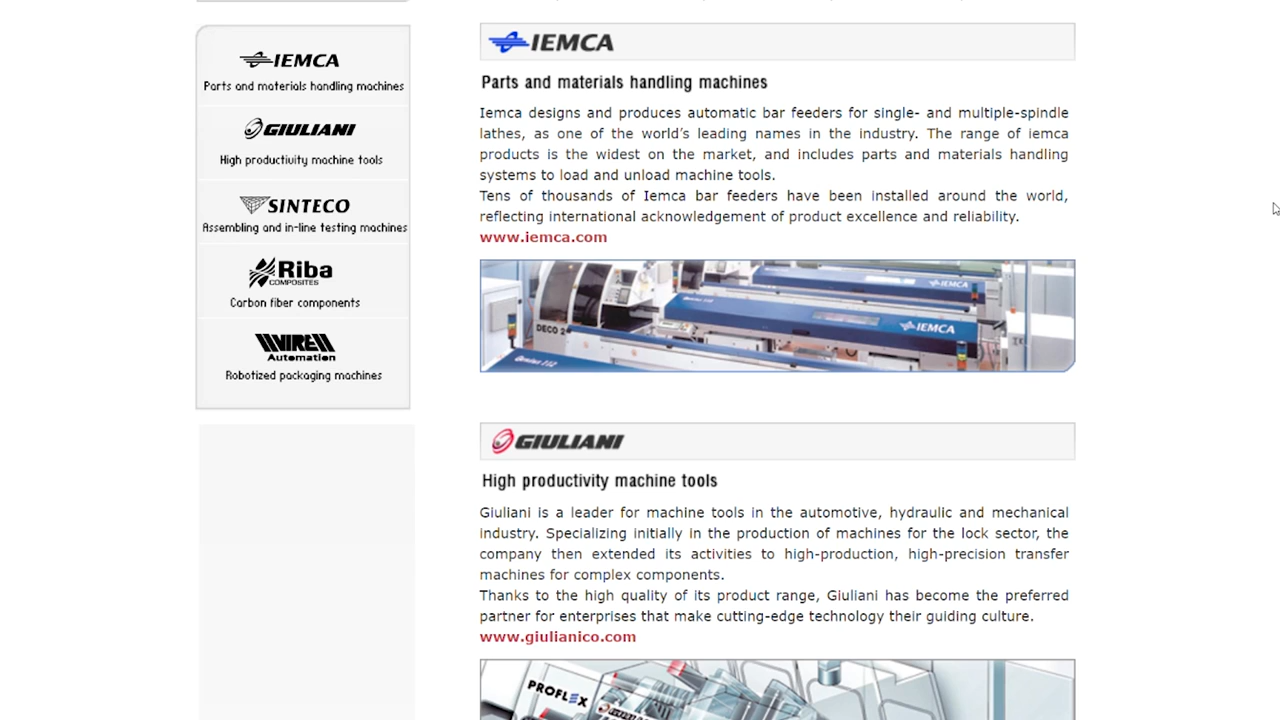 IEMCA
Parts and materials handling machines
GIULIANI
High productivity machine tools
SINTECO
Assembling and in-line testing machines
Riba
COMPOSITES
Carbon fiber components
WIRE
Automation
Robotized packaging machines
IEMCA
Parts and materials handling machines
Iemca designs and produces automatic bar feeders for single- and multiple-spindle
lathes, as one of the world's leading names in the industry. The range of iemca
products is the widest on the market, and includes parts and materials handling
systems to load and unload machine tools.
Tens of thousands of Iemca bar feeders have been installed around the world,
reflecting international acknowledgement of product excellence and reliability.
www.iemca.com
IEMCA
IEMCA
DECO 2
Genius 112
GIULIANI
High productivity machine tools
Giuliani is a leader for machine tools in the automotive, hydraulic and mechanical
industry. Specializing initially in the production of machines for the lock sector, the
company then extended its activities to high-production, high-precision transfer
machines for complex components.
Thanks to the high quality of its product range, Giuliani has become the preferred
partner for enterprises that make cutting-edge technology their guiding culture.
www.giulianico.com
PROFLEX
GIULIANI